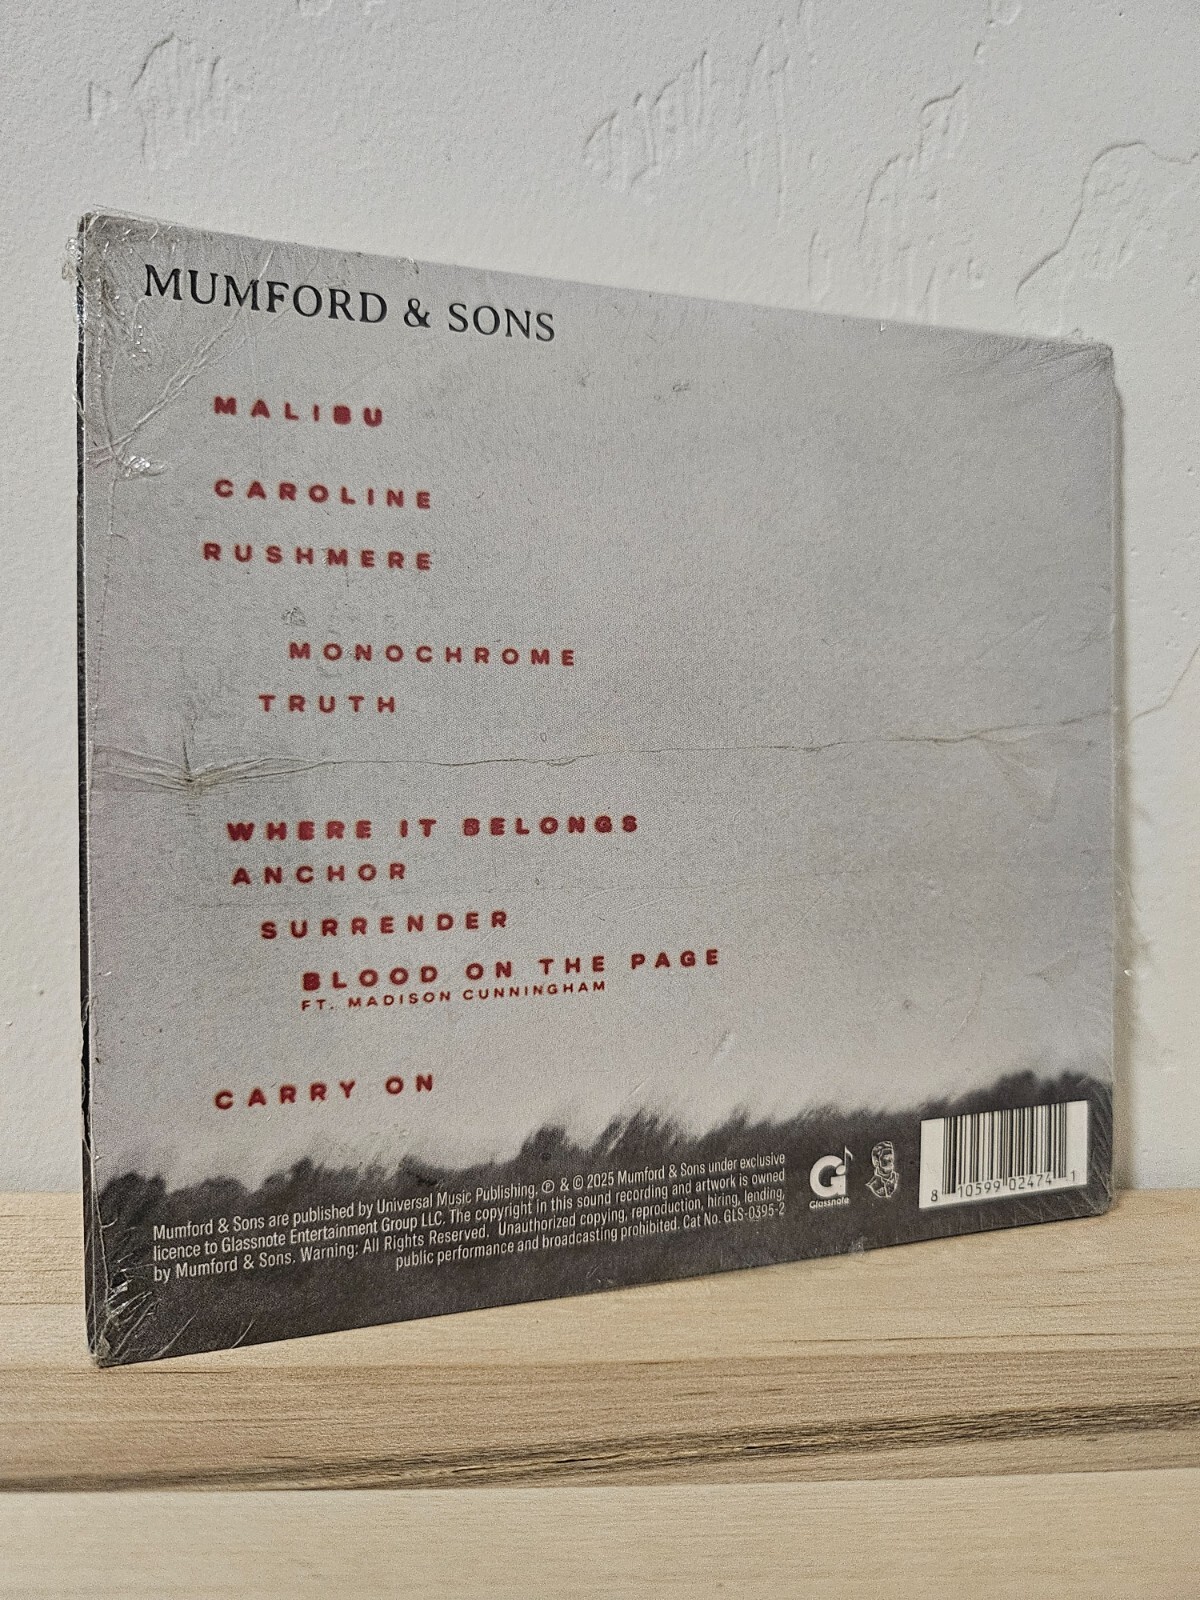 MUMFORD & SONS
MALIBU
CAROLINE
RUSHMERE
MONOCHROME
TRUTH
WHERE IT BELONGS
ANCHOR
SURRENDER
BLOOD ON THE PAGE
FT. MADISON CUNNINGHAM
CARRY ON
Mumford & Sons are published by Universal Music Publishing. ℗ & © 2025 Mumford & Sons under exclusive
licence to Glassnote Entertainment Group LLC. The copyright in this sound recording and artwork is owned
by Mumford & Sons. Warning: All Rights Reserved. Unauthorized copying, reproduction, hiring, lending,
public performance and broadcasting prohibited. Cat No. GLS-0395-2
G
Glassnote
8 10599 02474 1